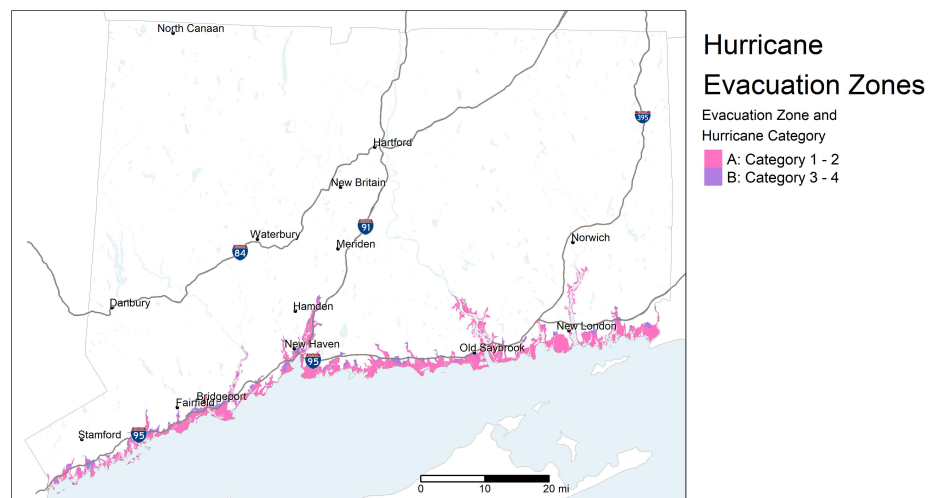 North Canaan
Hurricane
Evacuation Zones
Evacuation Zone and
Hurricane Category
A: Category 1 - 2
B: Category 3 - 4
395
Hartford
New Britain
91
Waterbury
Meriden
Norwich
84
Danbury
Hamden
New London
New Haven
Old Saybrook
95
Bridgeport
Fairfield
Stamford
95
0 10 20 mi